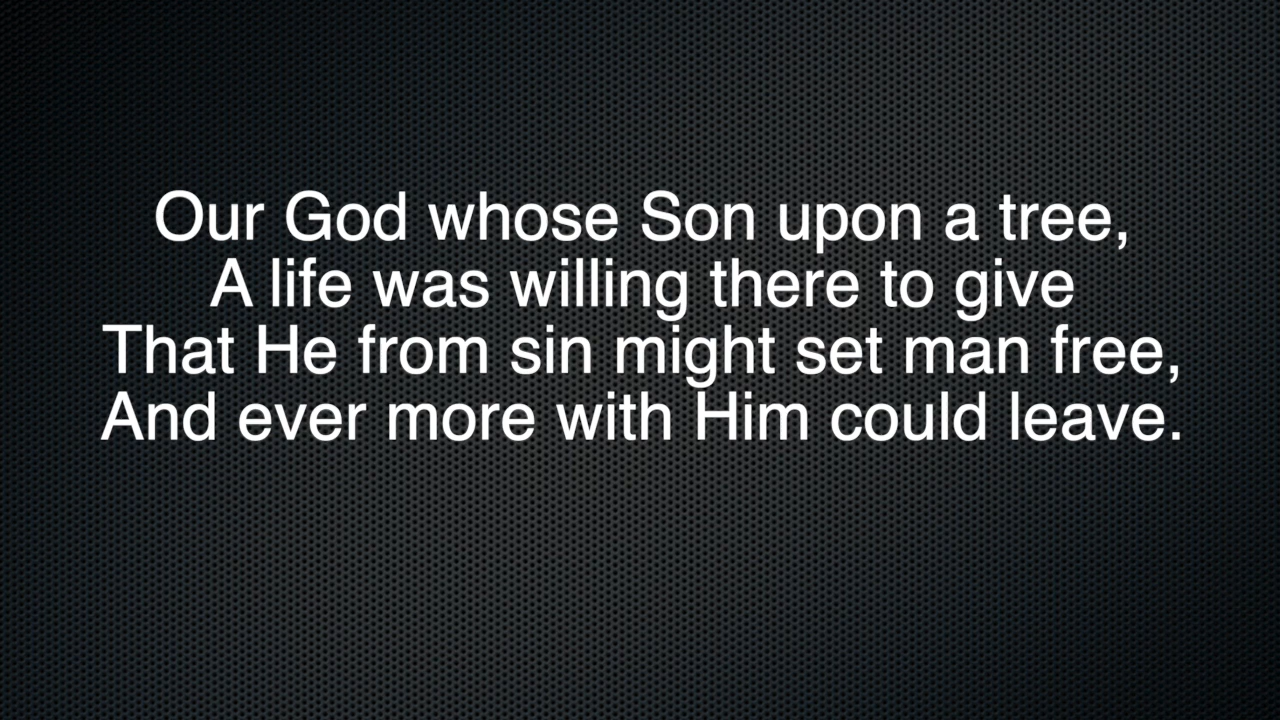 Our God whose Son upon a tree,
A life was willing there to give
That He from sin might set man free,
And ever more with Him could leave.